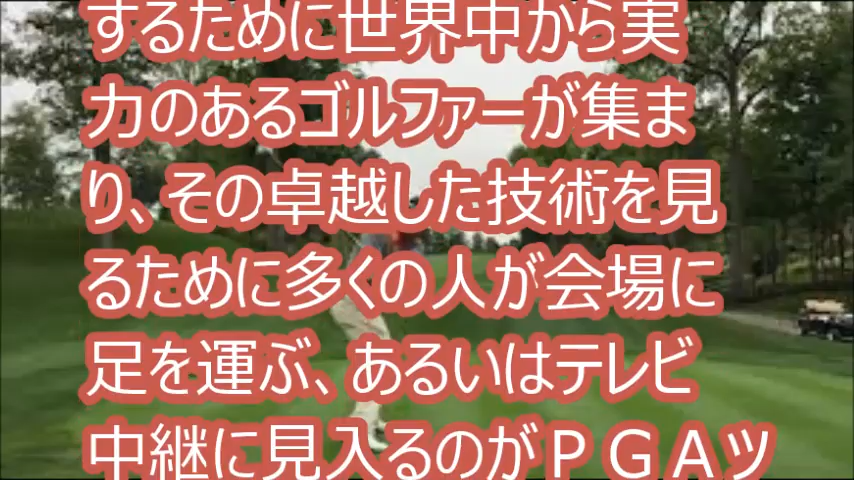 するために世界中から実
力のあるゴルファーが集ま
り、その卓越した技術を見
るために多くの人が会場に
足を運ぶ、あるいはテレビ
中継に見入るのがＰＧＡツ